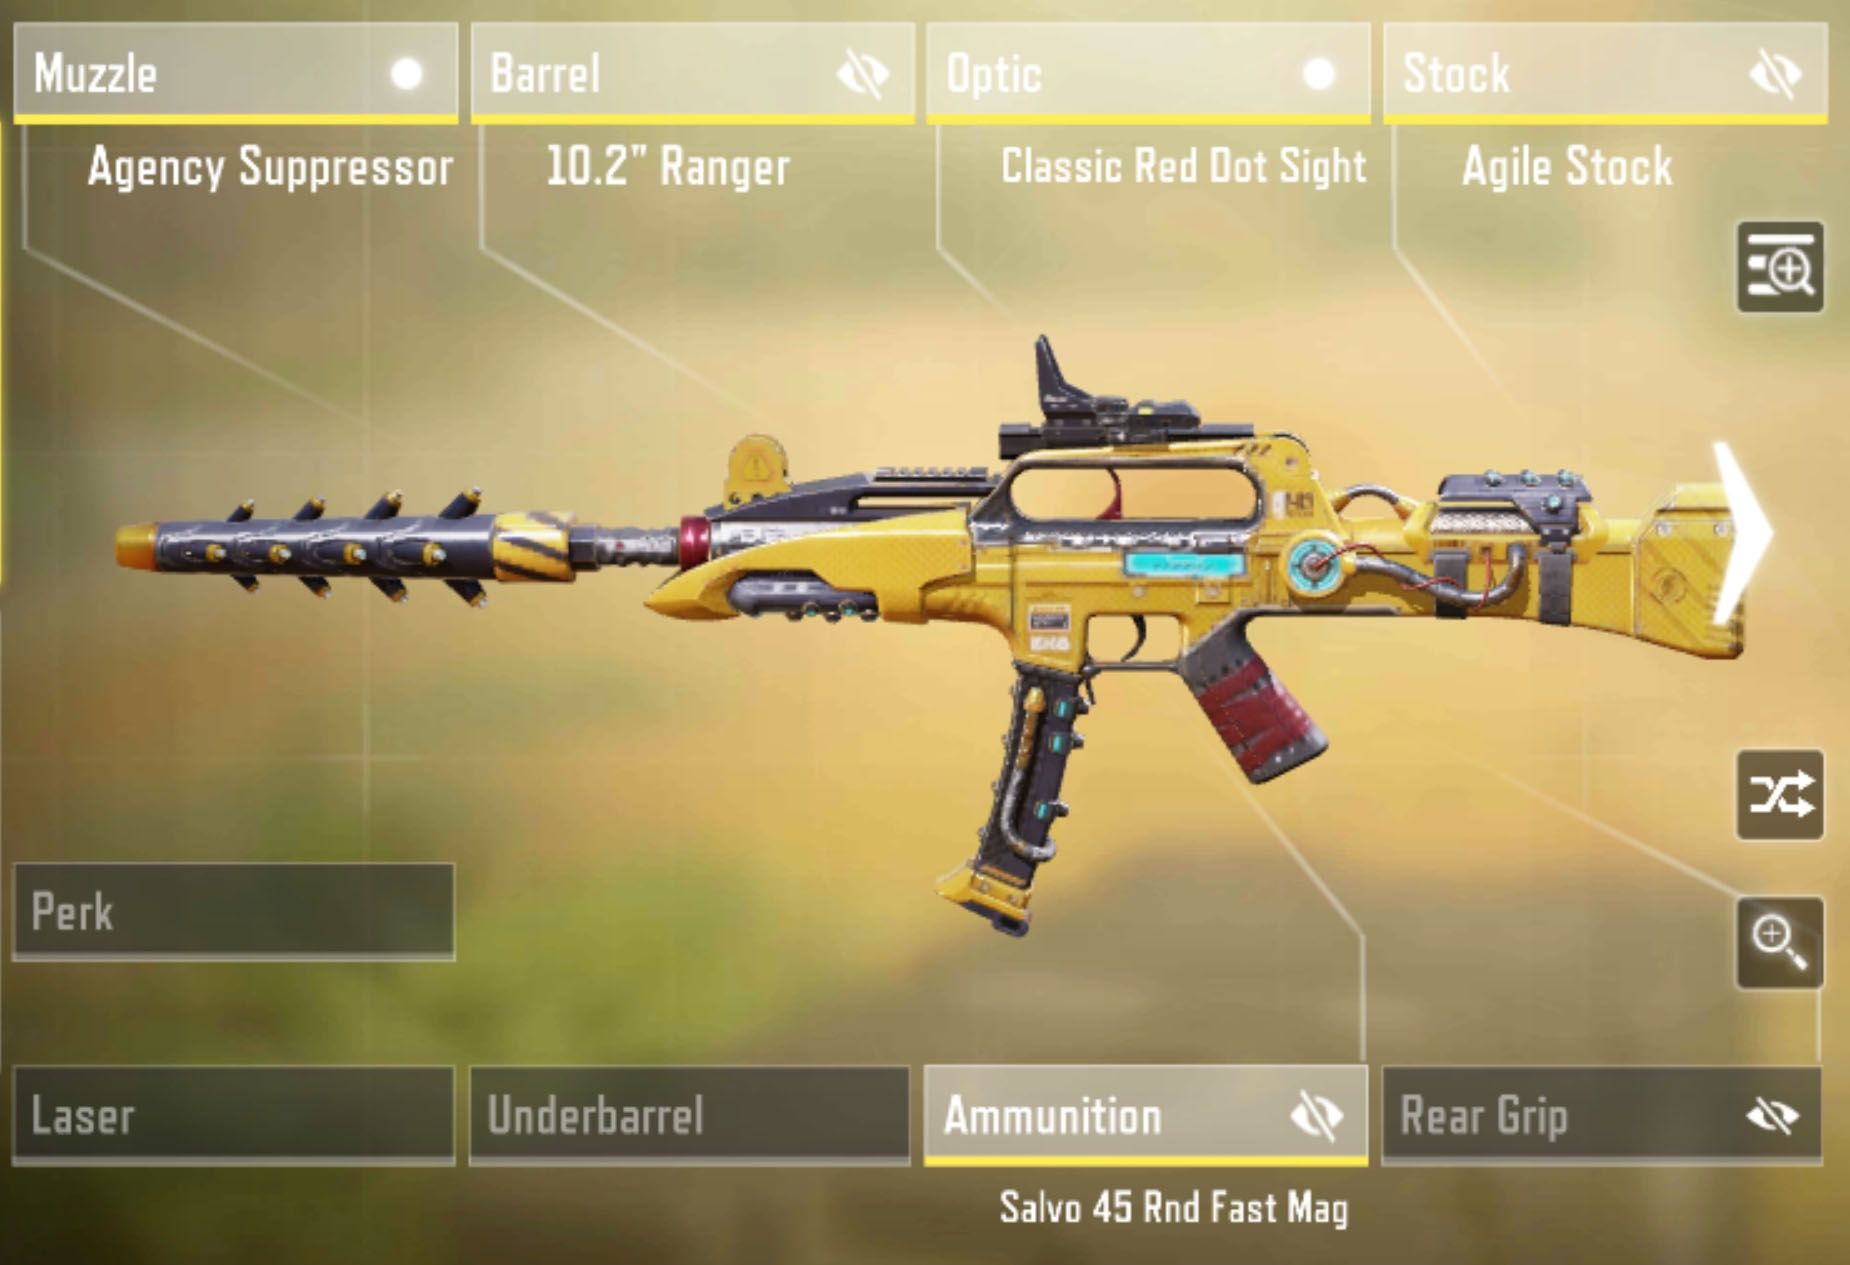 Muzzle
Barrel
Optic
Stock
Agency Suppressor
10.2” Ranger
Classic Red Dot Sight
Agile Stock
Perk
Laser
Underbarrel
Ammunition
Rear Grip
Salvo 45 Rnd Fast Mag